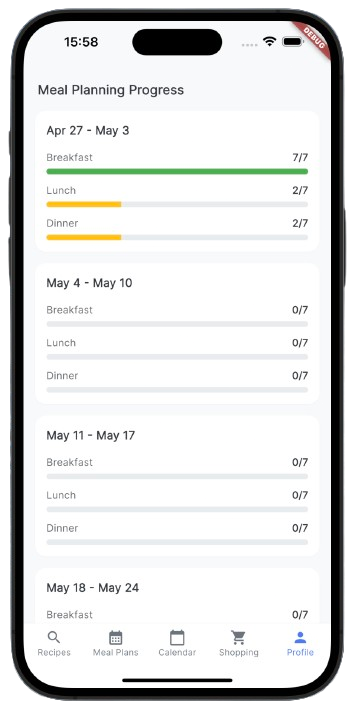 15:58
DEBUG
Meal Planning Progress
Apr 27 - May 3
Breakfast 7/7
Lunch 2/7
Dinner 2/7
May 4 - May 10
Breakfast 0/7
Lunch 0/7
Dinner 0/7
May 11 - May 17
Breakfast 0/7
Lunch 0/7
Dinner 0/7
May 18 - May 24
Breakfast 0/7
Recipes Meal Plans Calendar Shopping Profile